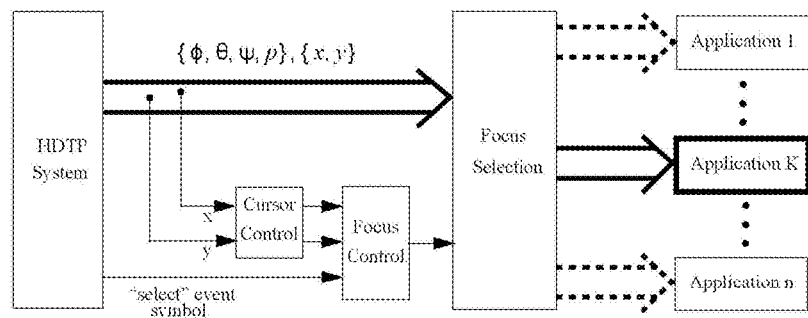 {ϕ, θ, ψ, p}, {x, y}
HDTP
System
x
y
Cursor
Control
Focus
Control
"select" event
symbol
Focus
Selection
Application 1
Application K
Application n